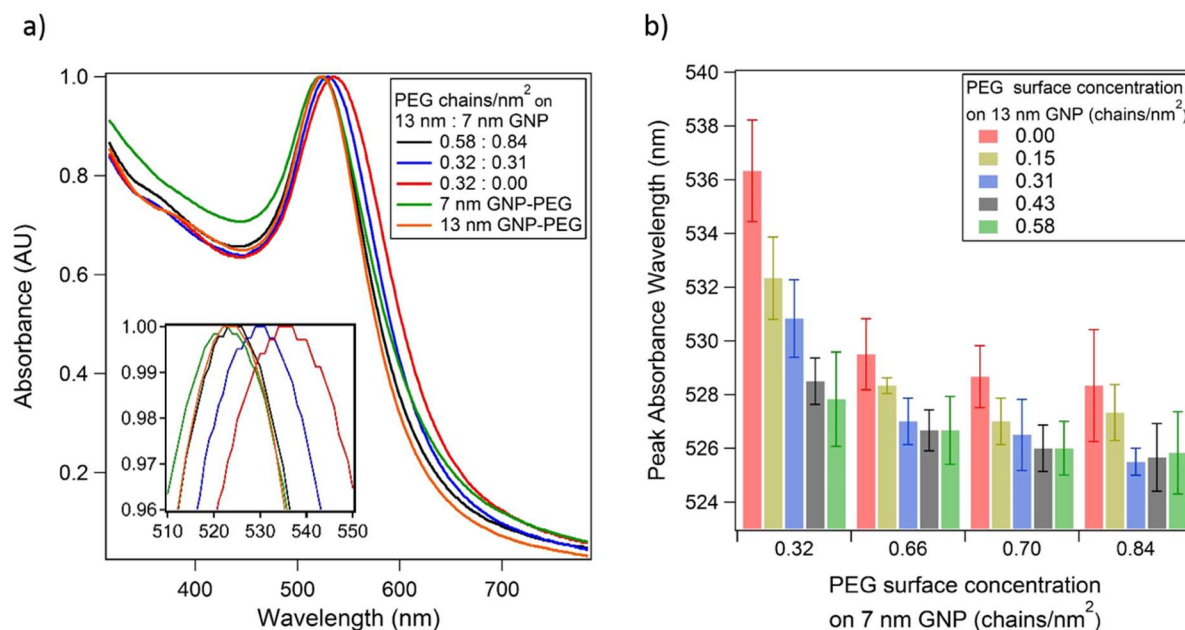 a)
Absorbance (AU)
1.0
0.8
0.6
0.4
0.2
PEG chains/nm² on
13 nm : 7 nm GNP
0.58 : 0.84
0.32 : 0.31
0.32 : 0.00
7 nm GNP-PEG
13 nm GNP-PEG
1.00
0.99
0.98
0.97
0.96
510 520 530 540 550
400 500 600 700
Wavelength (nm)
b)
Peak Absorbance Wavelength (nm)
540
538
536
534
532
530
528
526
524
PEG surface concentration
on 13 nm GNP (chains/nm²)
0.00
0.15
0.31
0.43
0.58
0.32 0.66 0.70 0.84
PEG surface concentration
on 7 nm GNP (chains/nm²)